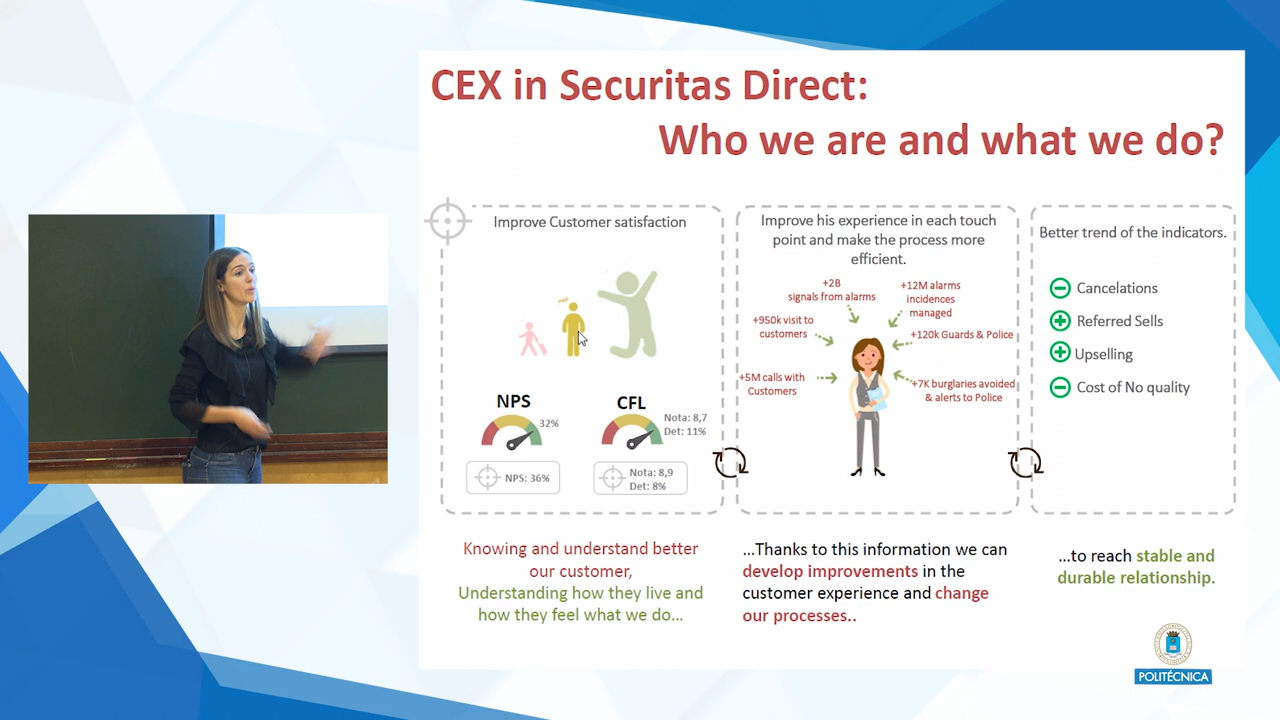 CEX in Securitas Direct:
Who we are and what we do?
Improve Customer satisfaction
NPS
32%
NPS: 36%
CFL
Nota: 8,7
Det: 11%
Nota: 8,9
Det: 8%
Improve his experience in each touch
point and make the process more
efficient.
+2B
signals from alarms
+12M alarms
incidences
managed
+950k visit to
customers
+120k Guards & Police
+5M calls with
Customers
+7K burglaries avoided
& alerts to Police
Better trend of the indicators.
Cancelations
Referred Sells
Upselling
Cost of No quality
Knowing and understand better
our customer,
Understanding how they live and
how they feel what we do...
...Thanks to this information we can
develop improvements in the
customer experience and change
our processes..
...to reach stable and
durable relationship.
POLITÉCNICA